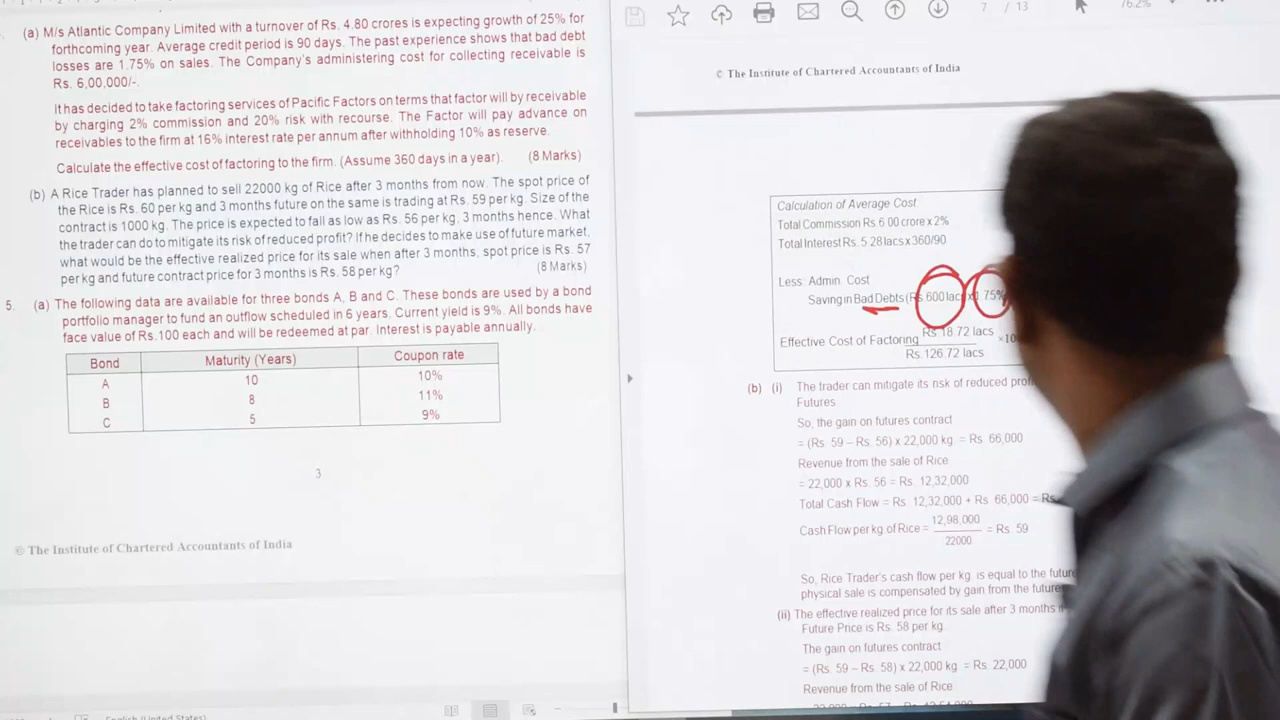 (a) M/s Atlantic Company Limited with a turnover of Rs. 4.80 crores is expecting growth of 25% for
forthcoming year. Average credit period is 90 days. The past experience shows that bad debt
losses are 1.75% on sales. The Company's administering cost for collecting receivable is
Rs. 6,00,000/-.
It has decided to take factoring services of Pacific Factors on terms that factor will by receivable
by charging 2% commission and 20% risk with recourse. The Factor will pay advance on
receivables to the firm at 16% interest rate per annum after withholding 10% as reserve.
Calculate the effective cost of factoring to the firm. (Assume 360 days in a year). (8 Marks)
(b) A Rice Trader has planned to sell 22000 kg of Rice after 3 months from now. The spot price of
the Rice is Rs. 60 per kg and 3 months future on the same is trading at Rs. 59 per kg. Size of the
contract is 1000 kg. The price is expected to fall as low as Rs. 56 per kg, 3 months hence. What
the trader can do to mitigate its risk of reduced profit? If he decides to make use of future market,
what would be the effective realized price for its sale when after 3 months, spot price is Rs. 57
per kg and future contract price for 3 months is Rs. 58 per kg? (8 Marks)
5. (a) The following data are available for three bonds A, B and C. These bonds are used by a bond
portfolio manager to fund an outflow scheduled in 6 years. Current yield is 9%. All bonds have
face value of Rs.100 each and will be redeemed at par. Interest is payable annually.
Bond Maturity (Years) Coupon rate
A 10 10%
B 8 11%
C 5 9%
3
© The Institute of Chartered Accountants of India
English (United States)
7 / 13
76.2%
© The Institute of Chartered Accountants of India
Calculation of Average Cost
Total Commission Rs. 6.00 crore x 2%
Total Interest Rs. 5.28 lacs x 360/90
Less: Admin. Cost
Saving in Bad Debts (Rs. 600 lacs x 1.75%
Effective Cost of Factoring Rs. 18.72 lacs
Rs. 126.72 lacs
(b) (i) The trader can mitigate its risk of reduced
Futures
So, the gain on futures contract
= (Rs. 59 – Rs. 56) x 22,000 kg = Rs. 66,000
Revenue from the sale of Rice
= 22,000 x Rs. 56 = Rs. 12,32,000
Total Cash Flow = Rs. 12,32,000 + Rs. 66,000 = Rs.
Cash Flow per kg. of Rice = 12,98,000 = Rs. 59
22000
So, Rice Trader's cash flow per kg. is equal to the
physical sale is compensated by gain from the
(ii) The effective realized price for its sale after 3 months
Future Price is Rs. 58 per kg.
The gain on futures contract
= (Rs. 59 – Rs. 58) x 22,000 kg = Rs. 22,000
Revenue from the sale of Rice